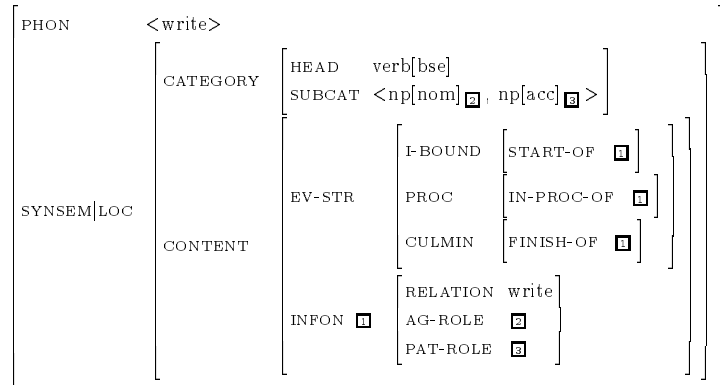 PHON <write>
CATEGORY HEAD verb[bse]
SUBCAT <np[nom] 2 , np[acc] 3 >
I-BOUND START-OF 1
EV-STR PROC IN-PROC-OF 1
SYNSEM|LOC
CULMIN FINISH-OF 1
CONTENT
RELATION write
INFON 1 AG-ROLE 2
PAT-ROLE 3